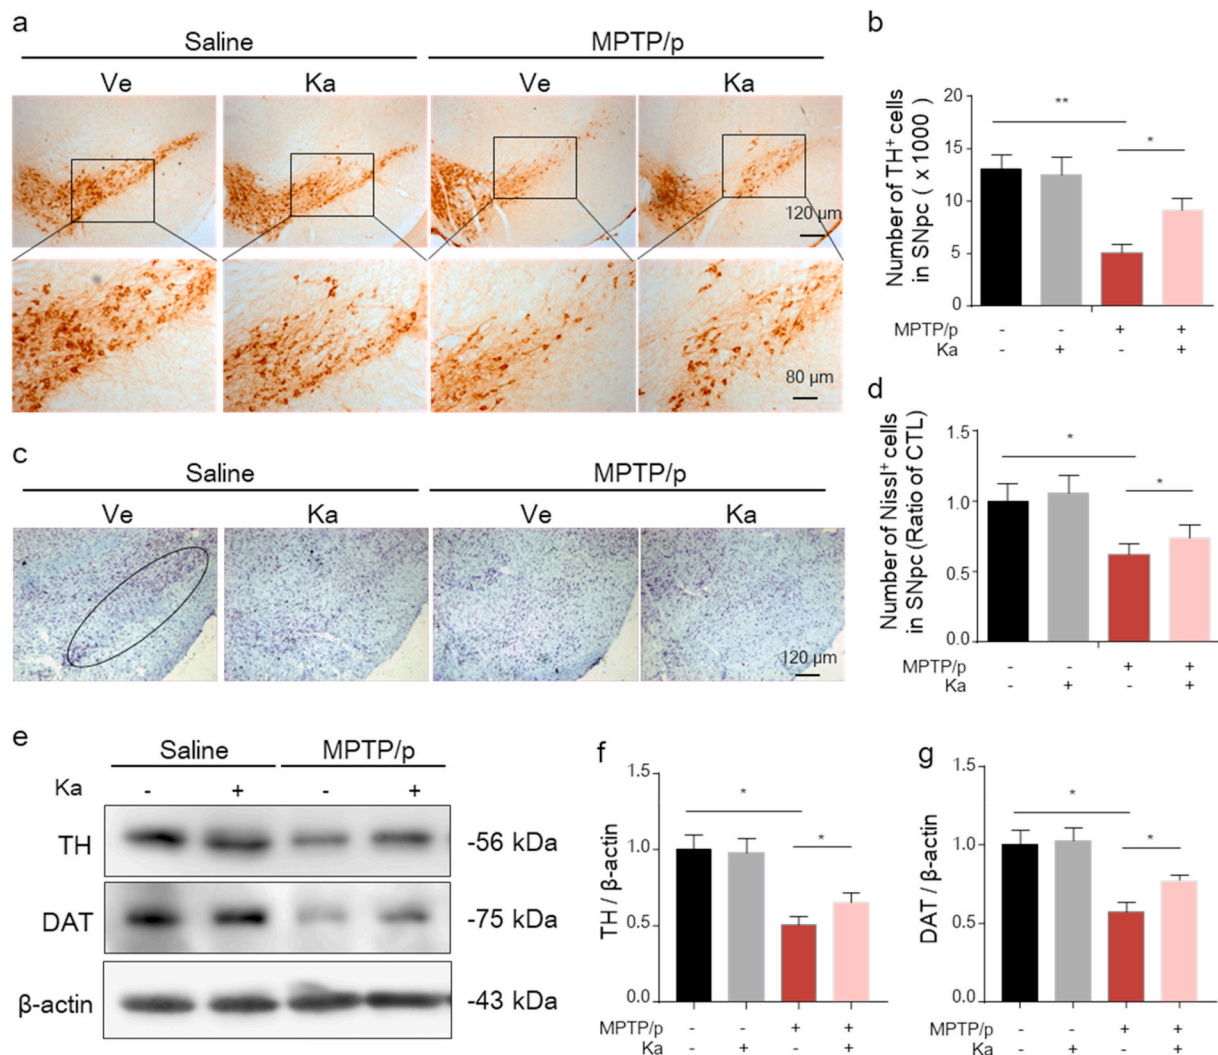 a
Saline MPTP/p
Ve Ka Ve Ka
120 µm
80 µm
b
Number of TH⁺ cells
in SNpc ( x1000)
20
15
10
5
0
**
*
MPTP/p - - + +
Ka - + - +
c
Saline MPTP/p
Ve Ka Ve Ka
120 µm
d
Number of Nissl⁺ cells
in SNpc (Ratio of CTL)
1.5
1.0
0.5
0.0
*
*
MPTP/p - - + +
Ka - + - +
e
Saline MPTP/p
Ka - + - +
TH -56 kDa
DAT -75 kDa
β-actin -43 kDa
f
TH / β-actin
1.5
1.0
0.5
0.0
*
*
MPTP/p - - + +
Ka - + - +
g
DAT / β-actin
1.5
1.0
0.5
0.0
*
*
MPTP/p - - + +
Ka - + - +